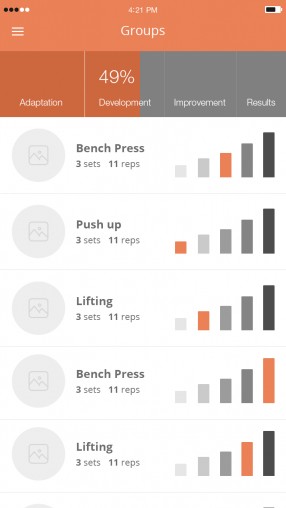 4:21 PM
Groups
49%
Adaptation Development Improvement Results
Bench Press
3 sets 11 reps
Push up
3 sets 11 reps
Lifting
3 sets 11 reps
Bench Press
3 sets 11 reps
Lifting
3 sets 11 reps